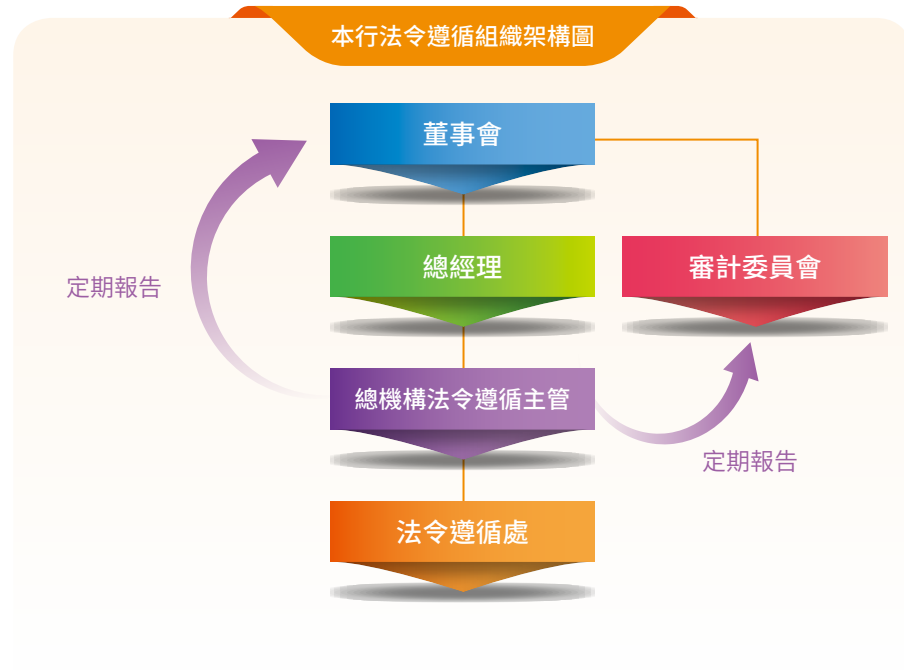 本行法令遵循組織架構圖
董事會
總經理
審計委員會
定期報告
總機構法令遵循主管
定期報告
法令遵循處